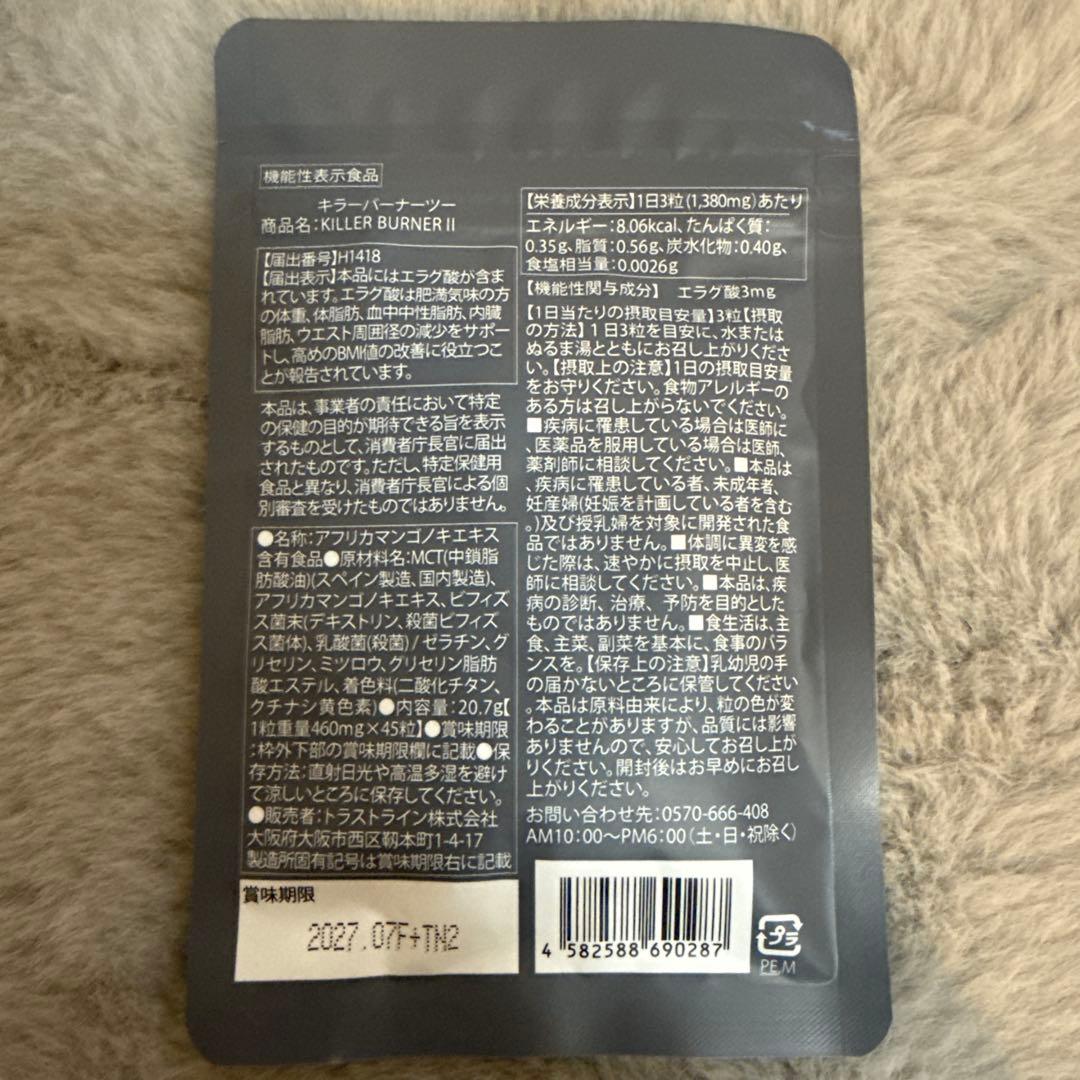 機能性表示食品
キラーバーナーツー
商品名:KILLER BURNER II
【届出番号】H1418
【届出表示】本品にはエラグ酸が含ま
れています。エラグ酸は肥満気味の方
の体重、体脂肪、血中中性脂肪、内臓
脂肪、ウエスト周囲径の減少をサポー
トし、高めのBMI値の改善に役立つこ
とが報告されています。
本品は、事業者の責任において特定
の保健の目的が期待できる旨を表示
するものとして、消費者庁長官に届出
されたものです。ただし、特定保健用
食品と異なり、消費者庁長官による個
別審査を受けたものではありません。
●名称:アフリカマンゴノキエキス
含有食品●原材料名:MCT(中鎖脂
肪酸油)(スペイン製造、国内製造)、
アフリカマンゴノキエキス、ビフィズ
ス菌末(デキストリン、殺菌ビフィズ
ス菌体)、乳酸菌(殺菌)/ゼラチン、グ
リセリン、ミツロウ、グリセリン脂肪
酸エステル、着色料(二酸化チタン、
クチナシ黄色素)●内容量:20.7g【
1粒重量460mg×45粒】●賞味期限
:枠外下部の賞味期限欄に記載●保
存方法:直射日光や高温多湿を避け
て涼しいところに保存してください。
●販売者:トラストライン株式会社
大阪府大阪市西区靱本町1-4-17
製造所固有記号は賞味期限右に記載
賞味期限
2027.07F+TN2
【栄養成分表示】1日3粒(1,380mg)あたり
エネルギー:8.06kcal、たんぱく質:
0.35g、脂質:0.56g、炭水化物:0.40g、
食塩相当量:0.0026g
【機能性関与成分】 エラグ酸3mg
【1日当たりの摂取目安量】3粒【摂取
の方法】1日3粒を目安に、水または
ぬるま湯とともにお召し上がりくださ
い。【摂取上の注意】1日の摂取目安量
をお守りください。食物アレルギーの
ある方は召し上がらないでください。
■疾病に罹患している場合は医師に
、医薬品を服用している場合は医師、
薬剤師に相談してください。■本品は
、疾病に罹患している者、未成年者、
妊産婦(妊娠を計画している者を含む
。)及び授乳婦を対象に開発された食
品ではありません。■体調に異変を感
じた際は、速やかに摂取を中止し、医
師に相談してください。■本品は、疾
病の診断、治療、予防を目的とした
ものではありません。■食生活は、主
食、主菜、副菜を基本に、食事のバラ
ンスを。【保存上の注意】乳幼児の手
の届かないところに保管してください
。本品は原料由来により、粒の色が変
わることがありますが、品質には影響
ありませんので、安心してお召し上が
りください。開封後はお早めにお召し
上がりください。
お問い合わせ先:0570-666-408
AM10:00〜PM6:00(土・日・祝除く)
4 582588 690287
プラ
PE,M